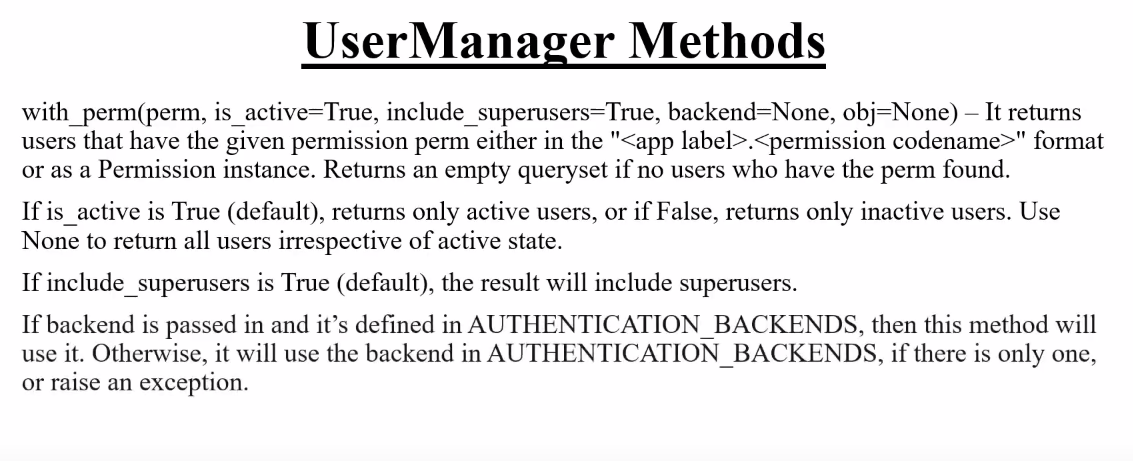 UserManager Methods
with_perm(perm, is_active=True, include_superusers=True, backend=None, obj=None) – It returns
users that have the given permission perm either in the "<app label>.<permission codename>" format
or as a Permission instance. Returns an empty queryset if no users who have the perm found.
If is_active is True (default), returns only active users, or if False, returns only inactive users. Use
None to return all users irrespective of active state.
If include_superusers is True (default), the result will include superusers.
If backend is passed in and it’s defined in AUTHENTICATION_BACKENDS, then this method will
use it. Otherwise, it will use the backend in AUTHENTICATION_BACKENDS, if there is only one,
or raise an exception.